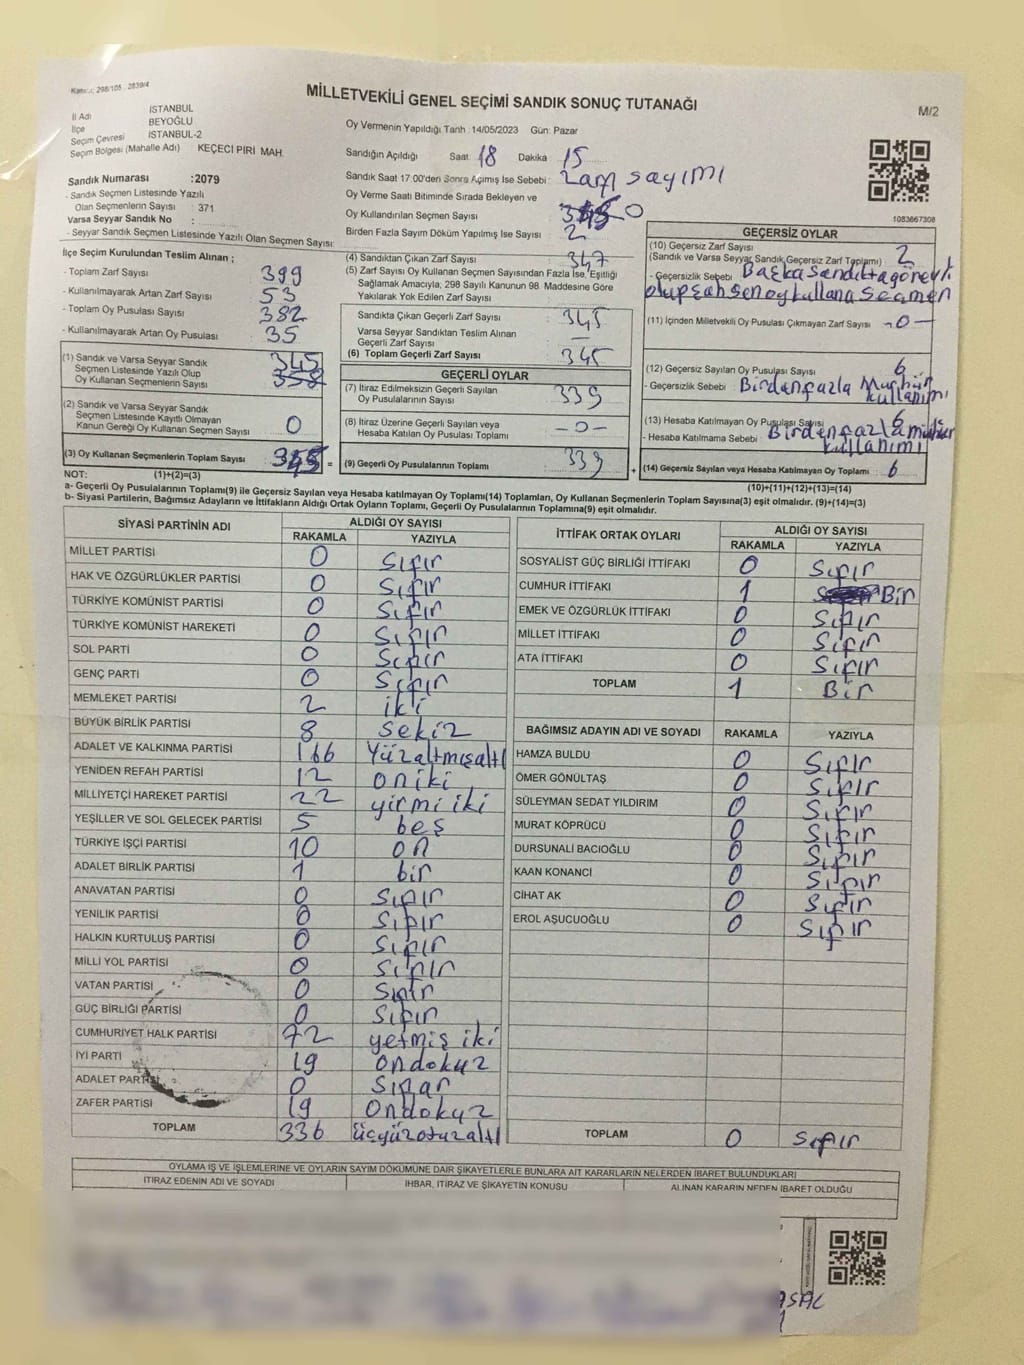 Kanun: 298/105 - 2839/4
MİLLETVEKİLİ GENEL SEÇİMİ SANDIK SONUÇ TUTANAĞI
M/2
İl Adı İSTANBUL
İlçe BEYOĞLU
Seçim Çevresi İSTANBUL-2
Seçim Bölgesi (Mahalle Adı) KEÇECİ PİRİ MAH.
Sandık Numarası :2079
- Sandık Seçmen Listesinde Yazılı
Olan Seçmenlerin Sayısı : 371
Varsa Seyyar Sandık No :
- Seyyar Sandık Seçmen Listesinde Yazılı Olan Seçmen Sayısı:
Oy Vermenin Yapıldığı Tarih :14/05/2023 Gün: Pazar
Sandığın Açıldığı Saat: 18 Dakika : 15
Sandık Saat 17:00'den Sonra Açımış İse Sebebi : zam sayımı
Oy Verme Saati Bitiminde Sırada Bekleyen ve
Oy Kullandırılan Seçmen Sayısı 0
Birden Fazla Sayım Döküm Yapılmış İse Sayısı : 2
1083667308
İlçe Seçim Kurulundan Teslim Alınan ;
- Toplam Zarf Sayısı : 399
- Kullanılmayarak Artan Zarf Sayısı : 53
- Toplam Oy Pusulası Sayısı : 382
- Kullanılmayarak Artan Oy Pusulası : 35
(1) Sandık ve Varsa Seyyar Sandık
Seçmen Listesinde Yazılı Olup
Oy Kullanan Seçmenlerin Sayısı 345
(2) Sandık ve Varsa Seyyar Sandık
Seçmen Listesinde Kayıtlı Olmayan
Kanun Gereği Oy Kullanan Seçmen Sayısı 0
(3) Oy Kullanan Seçmenlerin Toplam Sayısı 345 =
(4) Sandıktan Çıkan Zarf Sayısı : 347
(5) Zarf Sayısı Oy Kullanan Seçmen Sayısından Fazla İse, Eşitliği
Sağlamak Amacıyla; 298 Sayılı Kanunun 98. Maddesine Göre
Yakılarak Yok Edilen Zarf Sayısı
Sandıkta Çıkan Geçerli Zarf Sayısı : 345
Varsa Seyyar Sandıktan Teslim Alınan
Geçerli Zarf Sayısı : —
(6) Toplam Geçerli Zarf Sayısı : 345
GEÇERLİ OYLAR
(7) İtiraz Edilmeksizin Geçerli Sayılan
Oy Pusulalarının Sayısı : 339
(8) İtiraz Üzerine Geçerli Sayılan veya
Hesaba Katılan Oy Pusulası Toplamı : -0-
(9) Geçerli Oy Pusulalarının Toplamı : 339 +
GEÇERSİZ OYLAR
(10) Geçersiz Zarf Sayısı : 2
(Sandık ve Varsa Seyyar Sandık Geçersiz Zarf Toplamı)
- Geçersizlik Sebebi : Başka sandıkta görevli
olup şahsen oy kullana seçmen
(11) İçinden Milletvekili Oy Pusulası Çıkmayan Zarf Sayısı : -0-
(12) Geçersiz Sayılan Oy Pusulası Sayısı : 6
- Geçersizlik Sebebi : Birden fazla Mürhür
kullanımı
(13) Hesaba Katılmayan Oy Pusulası Sayısı : 6
- Hesaba Katılmama Sebebi : Birden fazla mühür
kullanımı
(14) Geçersiz Sayılan veya Hesaba Katılmayan Oy Toplamı : 6
NOT: (1)+(2)=(3)
(10)+(11)+(12)+(13)=(14)
a- Geçerli Oy Pusulalarının Toplamı(9) ile Geçersiz Sayılan veya Hesaba katılmayan Oy Toplamı(14) Toplamları, Oy Kullanan Seçmenlerin Toplam Sayısına(3) eşit olmalıdır. (9)+(14)=(3)
b- Siyasi Partilerin, Bağımsız Adayların ve İttifakların Aldığı Ortak Oyların Toplamı, Geçerli Oy Pusulalarının Toplamına(9) eşit olmalıdır.
SİYASİ PARTİNİN ADI ALDIĞI OY SAYISI
RAKAMLA YAZIYLA
MİLLET PARTİSİ 0 Sıfır
HAK VE ÖZGÜRLÜKLER PARTİSİ 0 Sıfır
TÜRKİYE KOMÜNİST PARTİSİ 0 Sıfır
TÜRKİYE KOMÜNİST HAREKETİ 0 Sıfır
SOL PARTİ 0 Sıfır
GENÇ PARTİ 0 Sıfır
MEMLEKET PARTİSİ 2 iki
BÜYÜK BİRLİK PARTİSİ 8 sekiz
ADALET VE KALKINMA PARTİSİ 166 Yüzaltmışaltı
YENİDEN REFAH PARTİSİ 12 oniki
MİLLİYETÇİ HAREKET PARTİSİ 22 yirmi iki
YEŞİLLER VE SOL GELECEK PARTİSİ 5 beş
TÜRKİYE İŞÇİ PARTİSİ 10 on
ADALET BİRLİK PARTİSİ 1 bir
ANAVATAN PARTİSİ 0 Sıfır
YENİLİK PARTİSİ 0 Sıfır
HALKIN KURTULUŞ PARTİSİ 0 Sıfır
MİLLİ YOL PARTİSİ 0 Sıfır
VATAN PARTİSİ 0 Sıfır
GÜÇ BİRLİĞİ PARTİSİ 0 Sıfır
CUMHURİYET HALK PARTİSİ 72 yetmiş iki
İYİ PARTİ 19 ondokuz
ADALET PARTİSİ 0 Sıfar
ZAFER PARTİSİ 19 Ondokuz
TOPLAM 336 üçyüzotuzaltı
İTTİFAK ORTAK OYLARI ALDIĞI OY SAYISI
RAKAMLA YAZIYLA
SOSYALİST GÜÇ BİRLİĞİ İTTİFAKI 0 Sıfır
CUMHUR İTTİFAKI 1 Bir
EMEK VE ÖZGÜRLÜK İTTİFAKI 0 Sıfır
MİLLET İTTİFAKI 0 Sıfır
ATA İTTİFAKI 0 Sıfır
TOPLAM 1 Bir
BAĞIMSIZ ADAYIN ADI VE SOYADI RAKAMLA YAZIYLA
HAMZA BULDU 0 Sıfır
ÖMER GÖNÜLTAŞ 0 Sıfır
SÜLEYMAN SEDAT YILDIRIM 0 Sıfır
MURAT KÖPRÜCÜ 0 Sıfır
DURSUNALİ BACIOĞLU 0 Sıfır
KAAN KONANCİ 0 Sıfır
CİHAT AK 0 Sıfır
EROL AŞUCUOĞLU 0 Sıfır
TOPLAM 0 Sıfır
OYLAMA İŞ VE İŞLEMLERİNE VE OYLARIN SAYIM DÖKÜMÜNE DAİR ŞİKAYETLERLE BUNLARA AİT KARARLARIN NELERDEN İBARET BULUNDUKLARI
İTİRAZ EDENİN ADI VE SOYADI İHBAR, İTİRAZ VE ŞİKAYETİN KONUSU ALINAN KARARIN NEDEN İBARET OLDUĞU